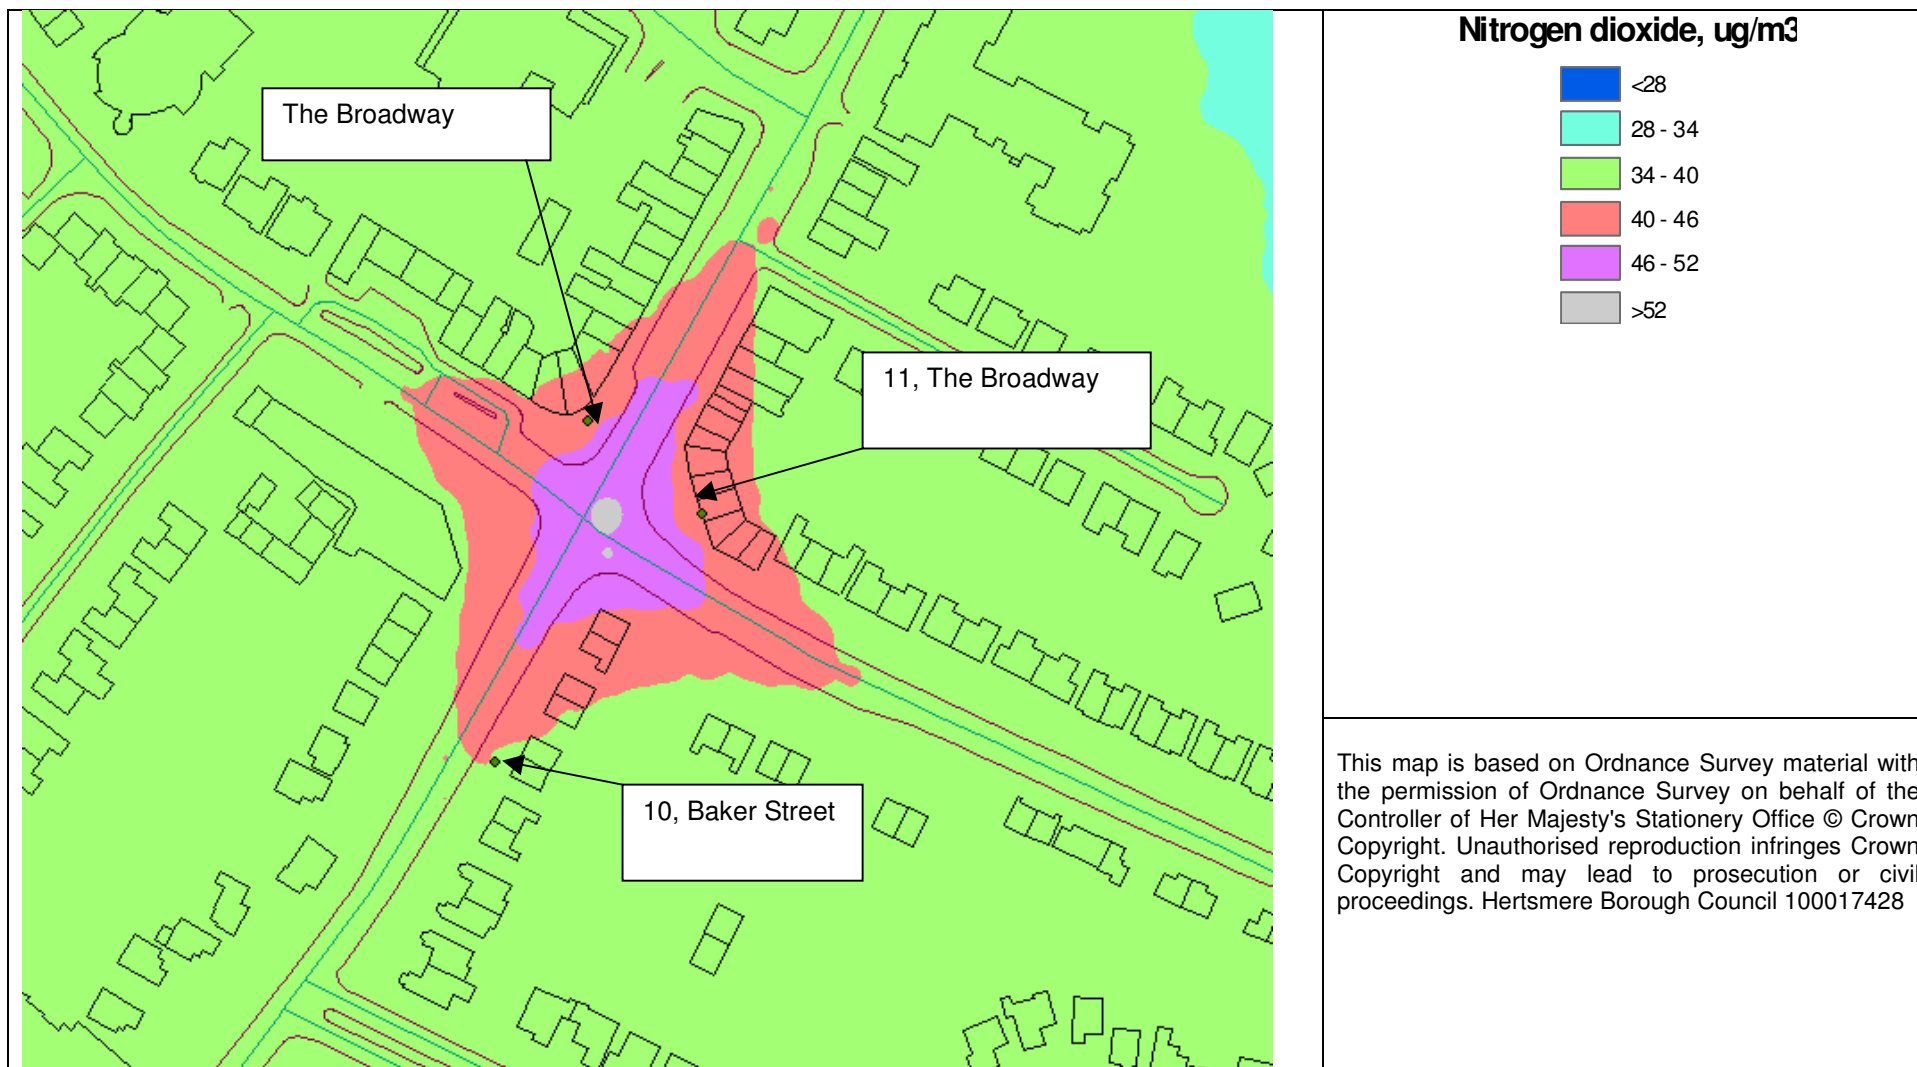 The Broadway
11, The Broadway
10, Baker Street
Nitrogen dioxide, ug/m3
<28
28 - 34
34 - 40
40 - 46
46 - 52
>52
This map is based on Ordnance Survey material with
the permission of Ordnance Survey on behalf of the
Controller of Her Majesty's Stationery Office © Crown
Copyright. Unauthorised reproduction infringes Crown
Copyright and may lead to prosecution or civil
proceedings. Hertsmere Borough Council 100017428